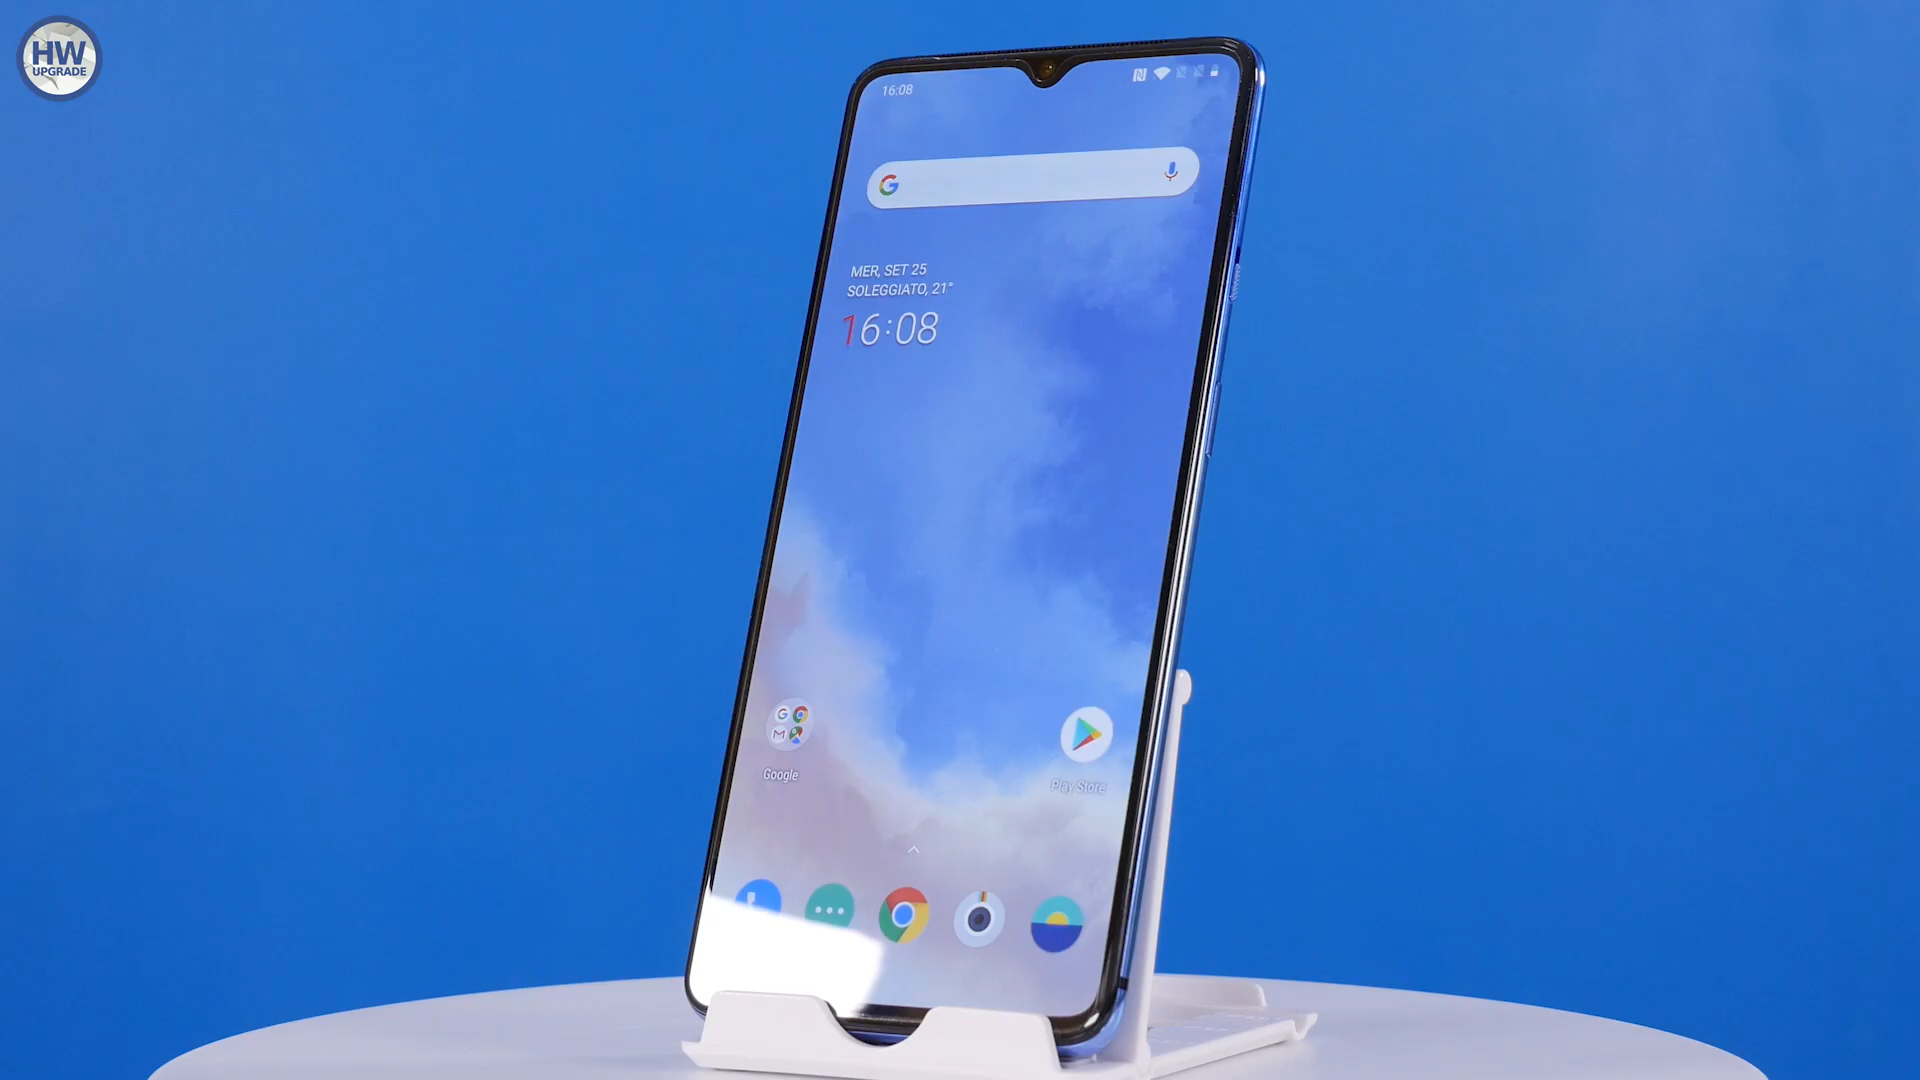 HW
UPGRADE
16:08
MER, SET 25
SOLEGGIATO, 21°
16:08
Google
Play Store